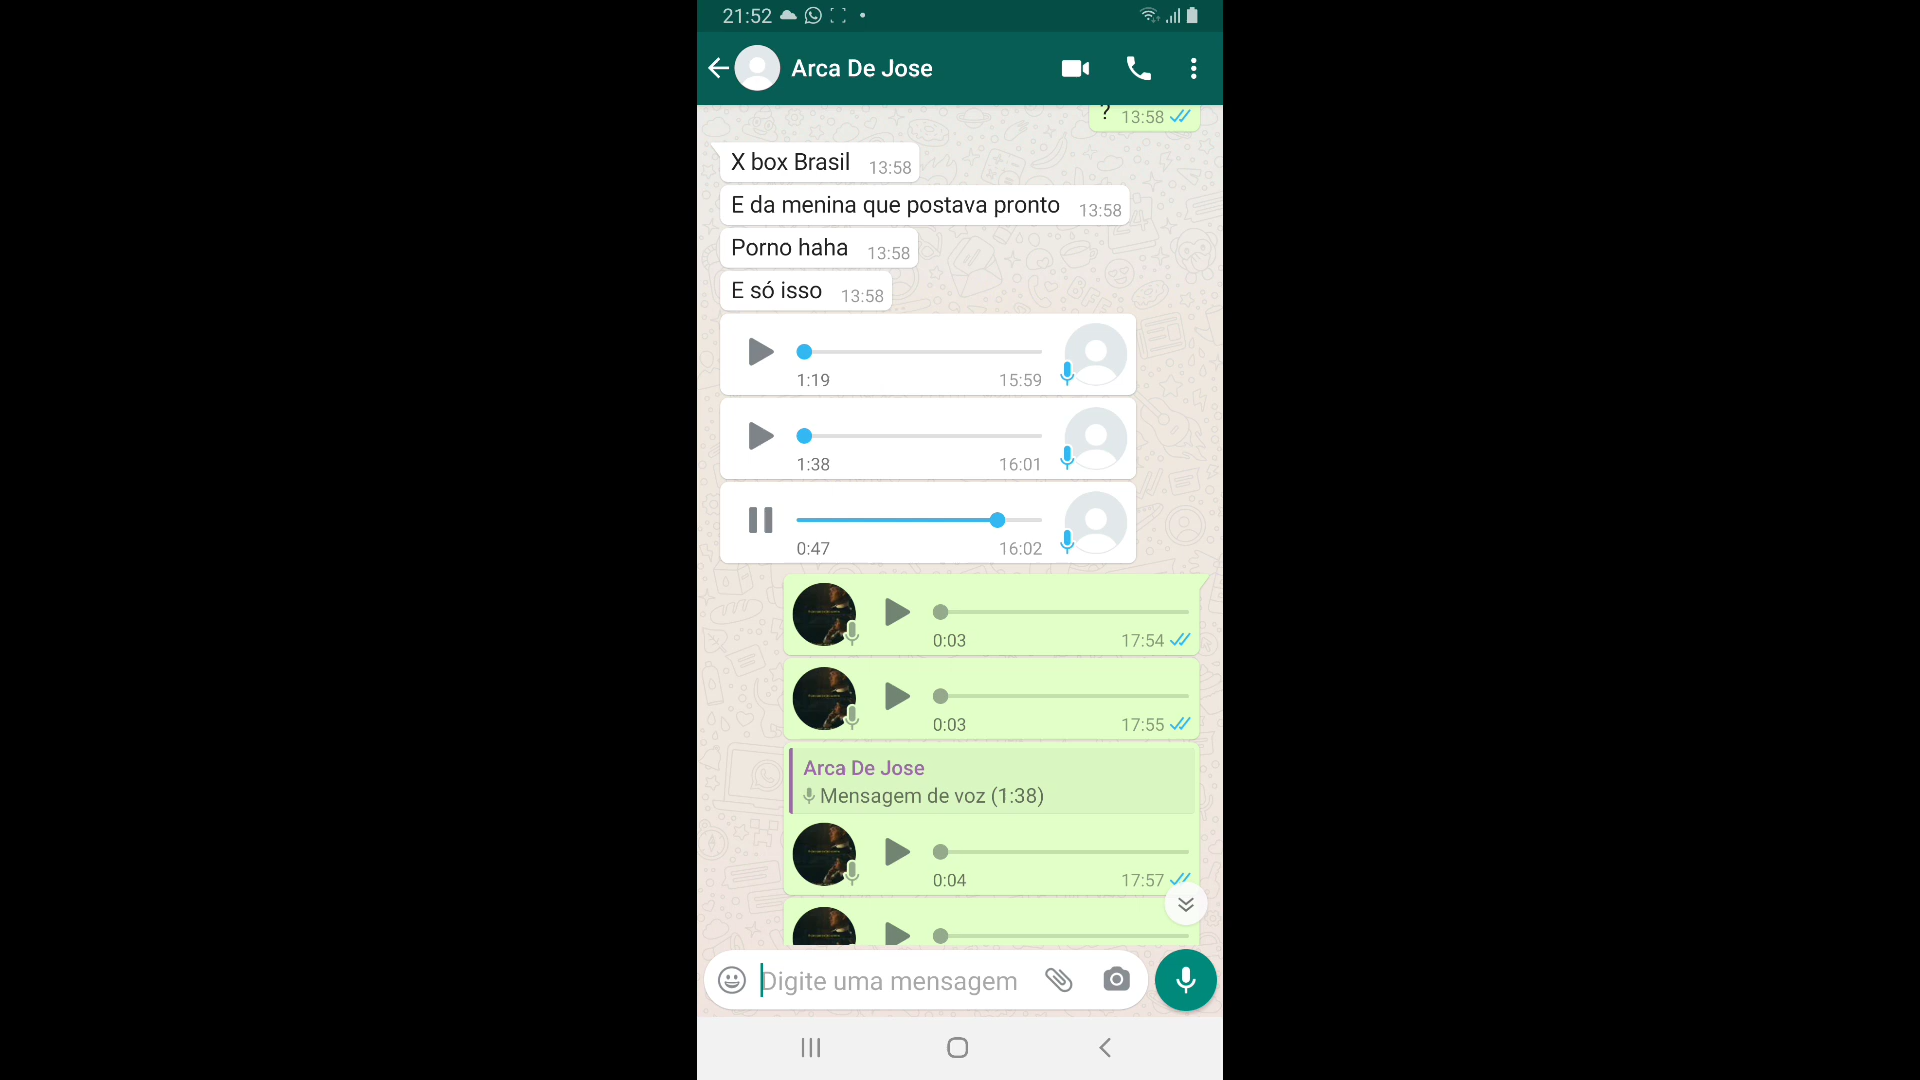 21:52
Arca De Jose
? 13:58
X box Brasil 13:58
E da menina que postava pronto 13:58
Porno haha 13:58
E só isso 13:58
1:19 15:59
1:38 16:01
0:47 16:02
0:03 17:54
0:03 17:55
Arca De Jose
Mensagem de voz (1:38)
0:04 17:57
Digite uma mensagem